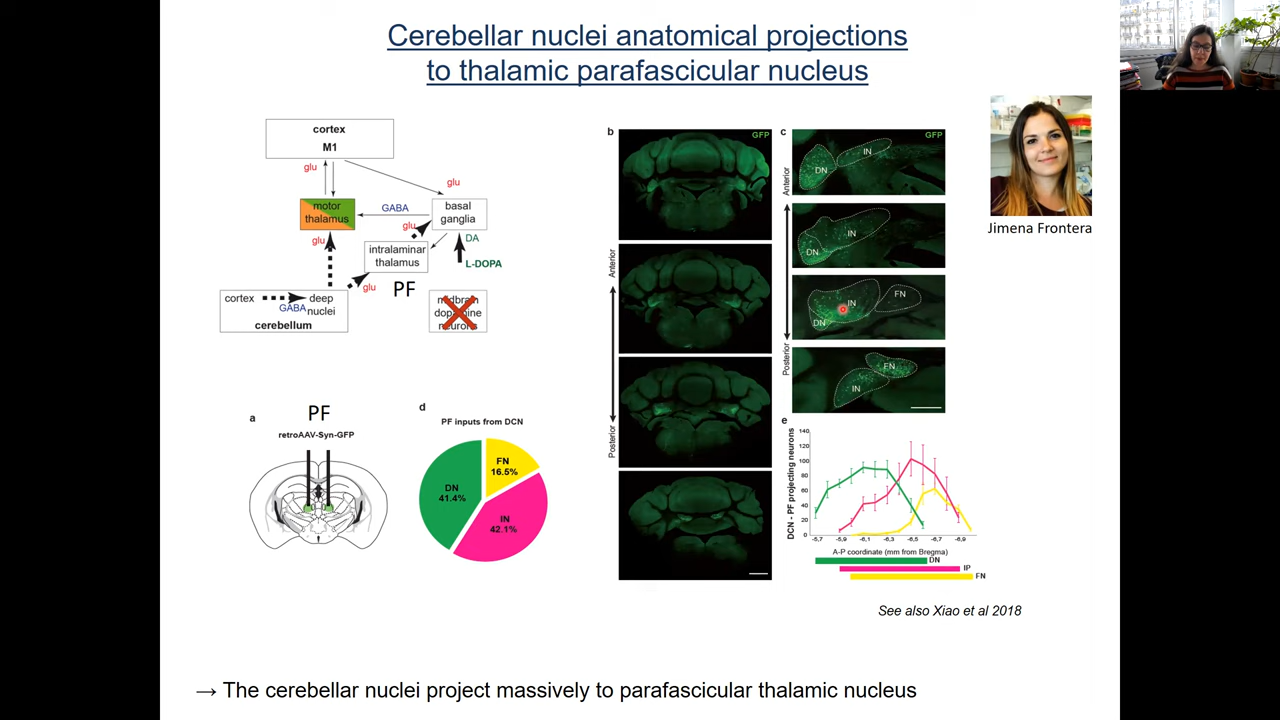 Cerebellar nuclei anatomical projections
to thalamic parafascicular nucleus
cortex
M1
glu
glu
motor
thalamus
GABA
basal
ganglia
glu
glu
DA
intralaminar
thalamus
L-DOPA
glu
PF
cortex
deep
GABA nuclei
cerebellum
midbrain
dopamine
neurons
b
GFP
Anterior
Posterior
c
GFP
DN
IN
IN
DN
IN
FN
DN
FN
IN
Anterior
Posterior
Jimena Frontera
a
PF
retroAAV-Syn-GFP
d
PF inputs from DCN
FN
16.5%
DN
41.4%
IN
42.1%
e
DCN - PF projecting neurons
140
120
100
80
60
40
20
0
-5,7 -5,9 -6,1 -6,3 -6,5 -6,7 -6,9
A-P coordinate (mm from Bregma)
DN
IP
FN
See also Xiao et al 2018
→ The cerebellar nuclei project massively to parafascicular thalamic nucleus